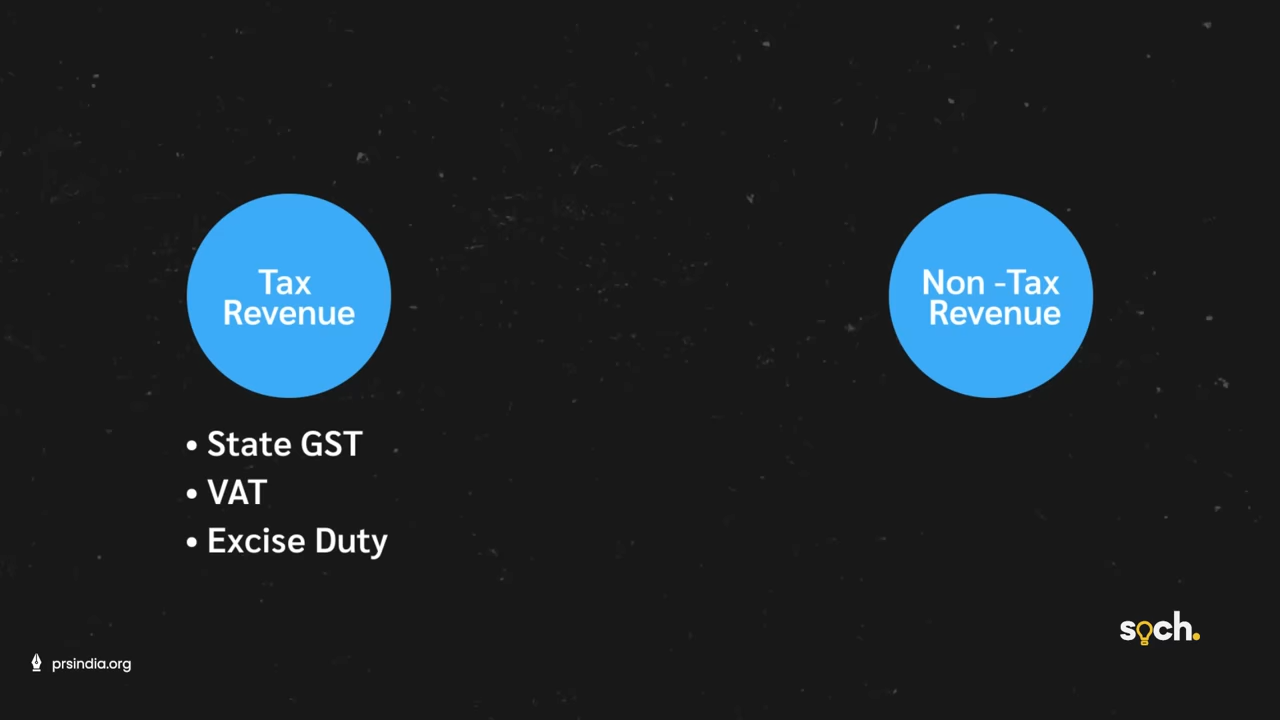 Tax
Revenue
Non -Tax
Revenue
• State GST
• VAT
• Excise Duty
soch.
prsindia.org